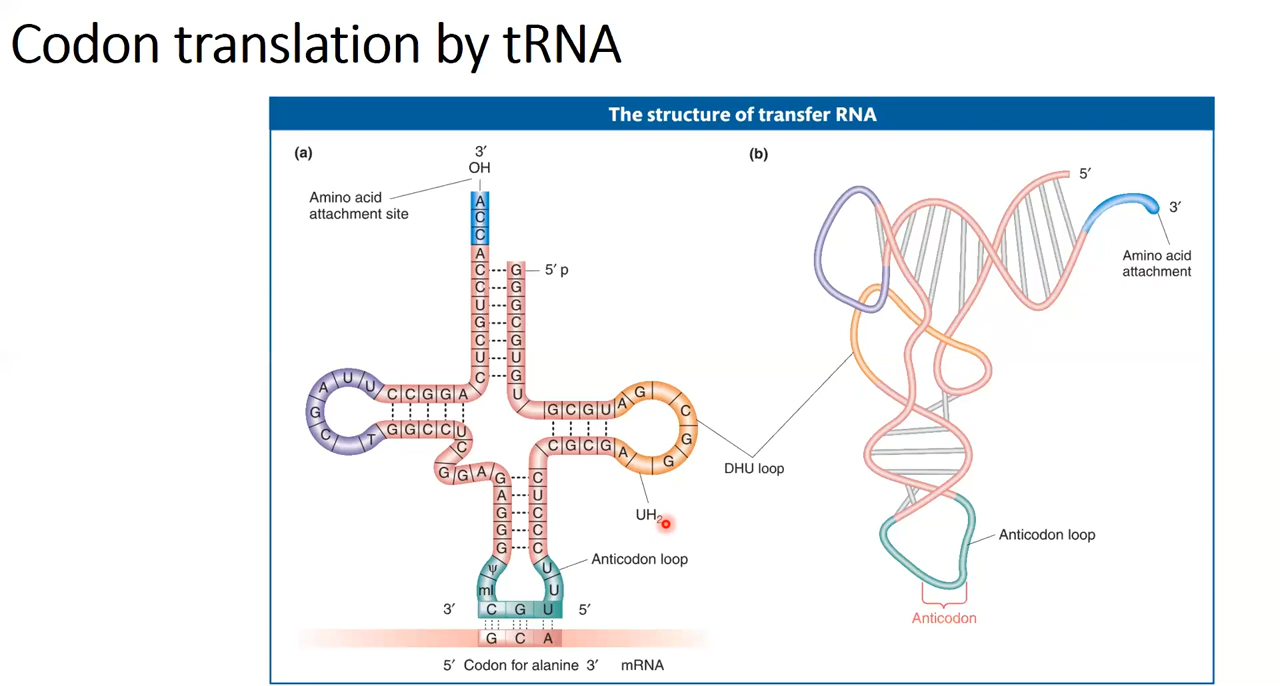 Codon translation by tRNA
The structure of transfer RNA
(a)
3′
OH
Amino acid
attachment site
A
C
C
A
C
C
U
G
C
U
C
5′ p
G
G
G
C
G
U
G
U
U U A G C T
C C G G A
G G C C U
C
G G A G
A
G
G
G
G C G U A G C G G A
C G C G
C
U
C
C
C
DHU loop
UH₂
Anticodon loop
ψ
mI
U
U
3′ C G U 5′
G C A
5′ Codon for alanine 3′ mRNA
(b)
5′
3′
Amino acid
attachment
Anticodon loop
Anticodon